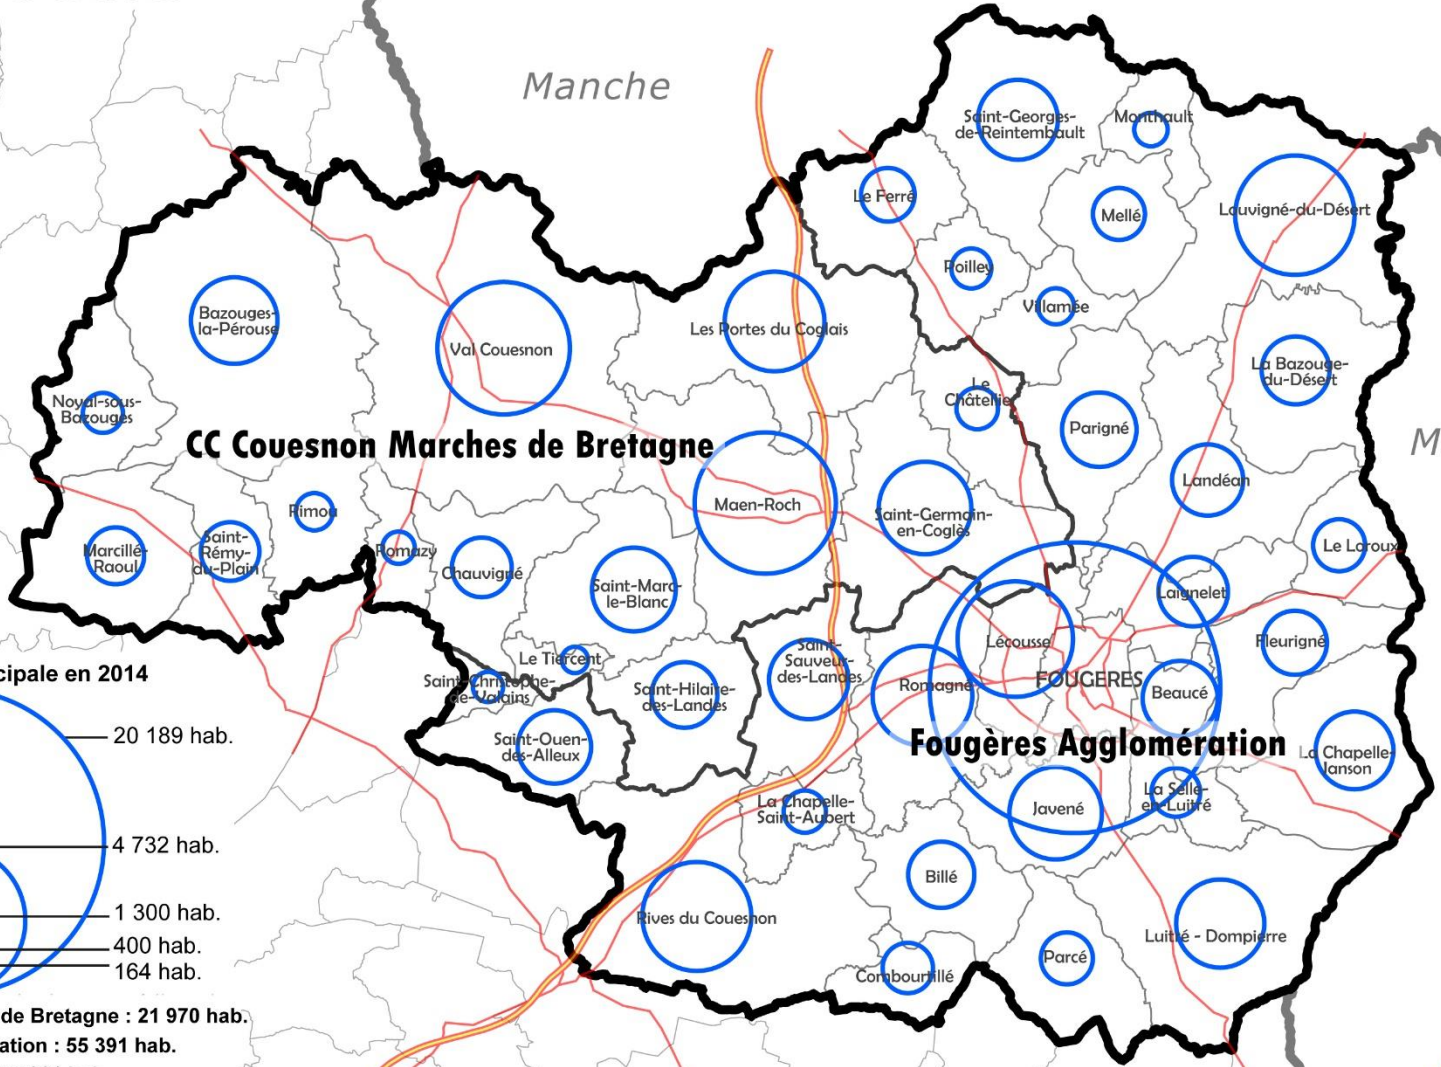 Manche
Saint-Georges-
de-Reintembault
Monthault
Le Ferré
Mellé
Louvigné-du-Désert
Poilley
Villamée
Bazouges-
la-Pérouse
Val Couesnon
Les Portes du Coglais
La Bazouge-
du-Désert
Le
Châtellier
Noyal-sous-
Bazouges
Parigné
CC Couesnon Marches de Bretagne
M
Landéan
Maen-Roch
Saint-Germain-
en-Coglès
Rimou
Saint-
Rémy-
du-Plain
Marcillé-
Raoul
Romazy
Chauvigné
Saint-Marc-
le-Blanc
Le Loroux
Laignelet
Lécousse
Fleurigné
Le Tiercent
Saint-
Sauveur-
des-Landes
Saint-Christophe-
de-Valains
Saint-Hilaire-
des-Landes
Romagné
FOUGERES
Beaucé
cipale en 2014
20 189 hab.
Saint-Ouen-
des-Alleux
Fougères Agglomération
La Chapelle-
Janson
La Chapelle-
Saint-Aubert
Javené
La Selle-
en-Luitré
4 732 hab.
Billé
1 300 hab.
400 hab.
164 hab.
Rives du Couesnon
Luitré - Dompierre
Parcé
Combourtillé
de Bretagne : 21 970 hab.
ation : 55 391 hab.